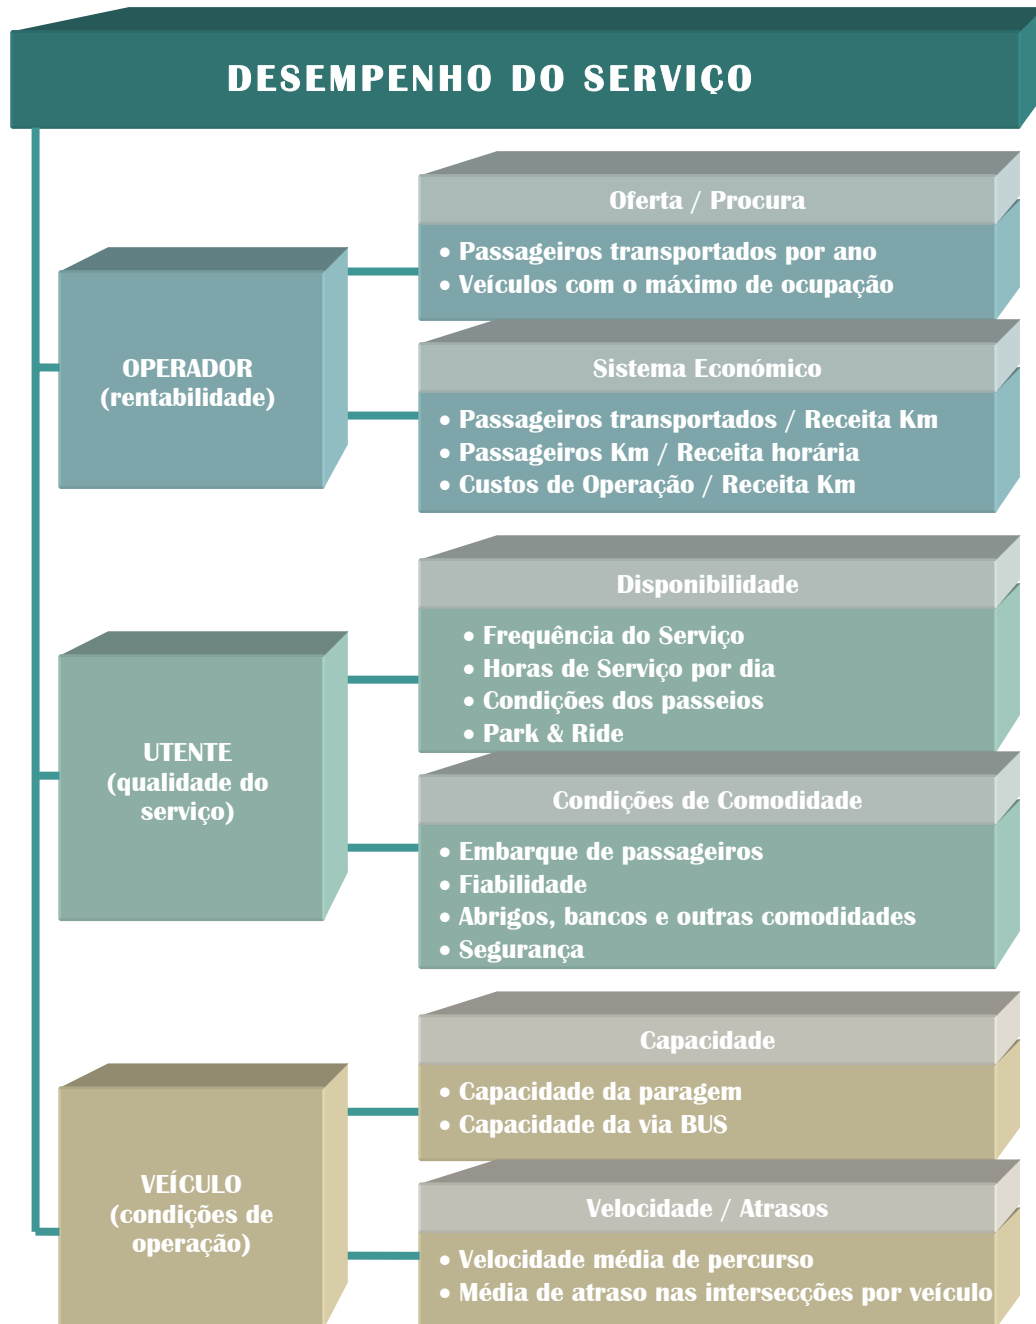 DESEMPENHO DO SERVIÇO
OPERADOR
(rentabilidade)
Oferta / Procura
• Passageiros transportados por ano
• Veículos com o máximo de ocupação
Sistema Económico
• Passageiros transportados / Receita Km
• Passageiros Km / Receita horária
• Custos de Operação / Receita Km
UTENTE
(qualidade do
serviço)
Disponibilidade
• Frequência do Serviço
• Horas de Serviço por dia
• Condições dos passeios
• Park & Ride
Condições de Comodidade
• Embarque de passageiros
• Fiabilidade
• Abrigos, bancos e outras comodidades
• Segurança
VEÍCULO
(condições de
operação)
Capacidade
• Capacidade da paragem
• Capacidade da via BUS
Velocidade / Atrasos
• Velocidade média de percurso
• Média de atraso nas intersecções por veículo